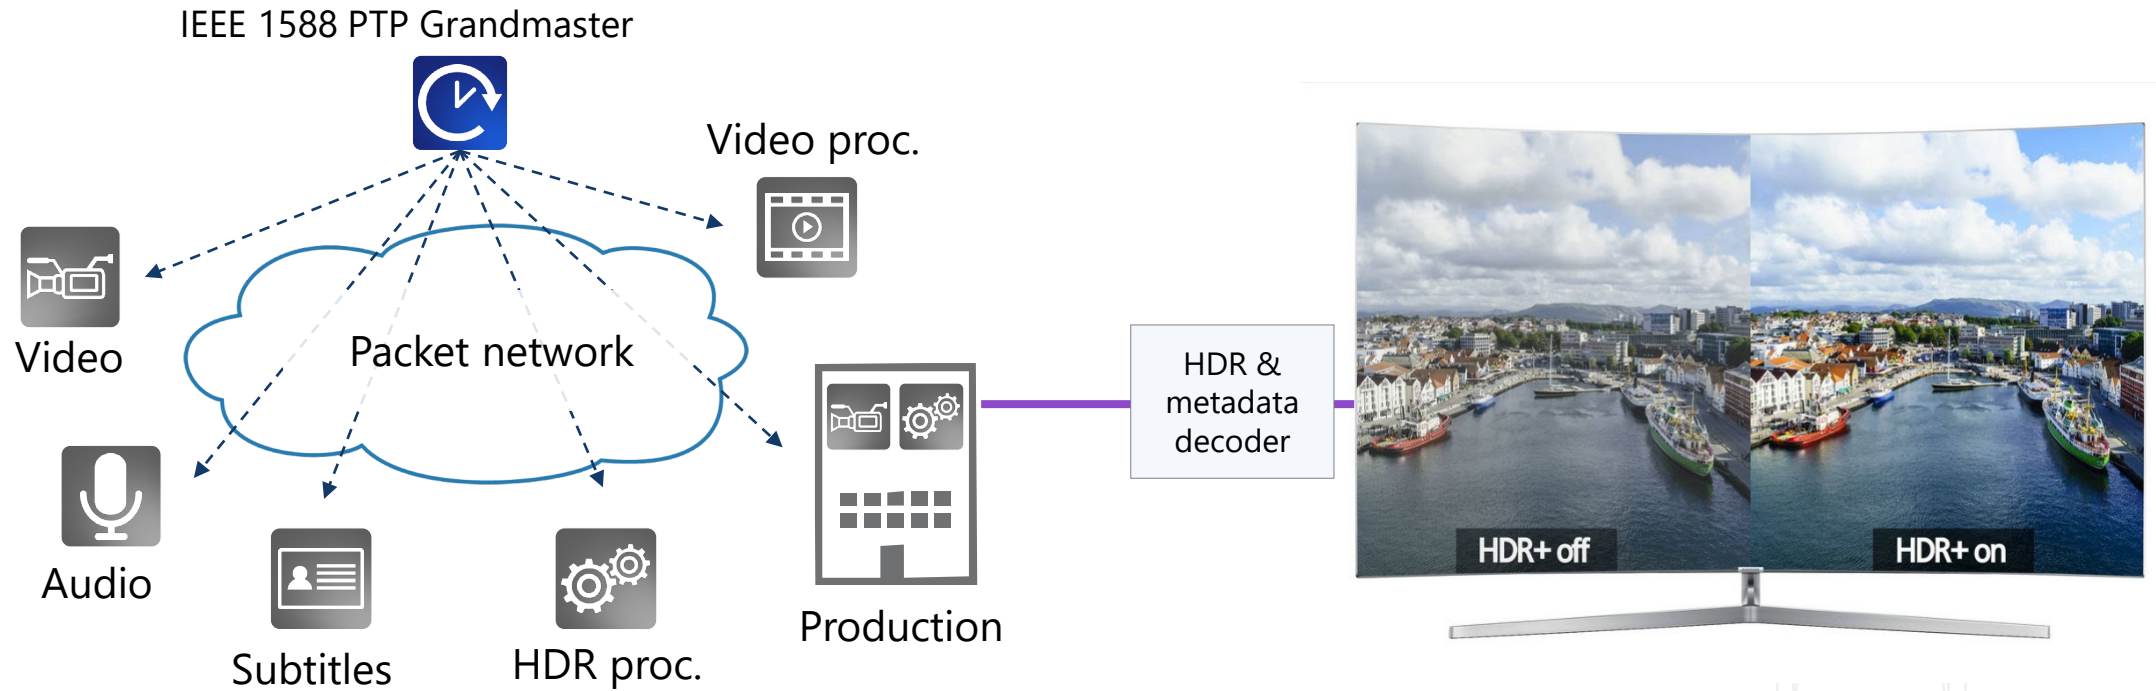 IEEE 1588 PTP Grandmaster
Video proc.
Video
Packet network
HDR &
metadata
decoder
Audio
Subtitles
HDR proc.
Production
HDR+ off
HDR+ on